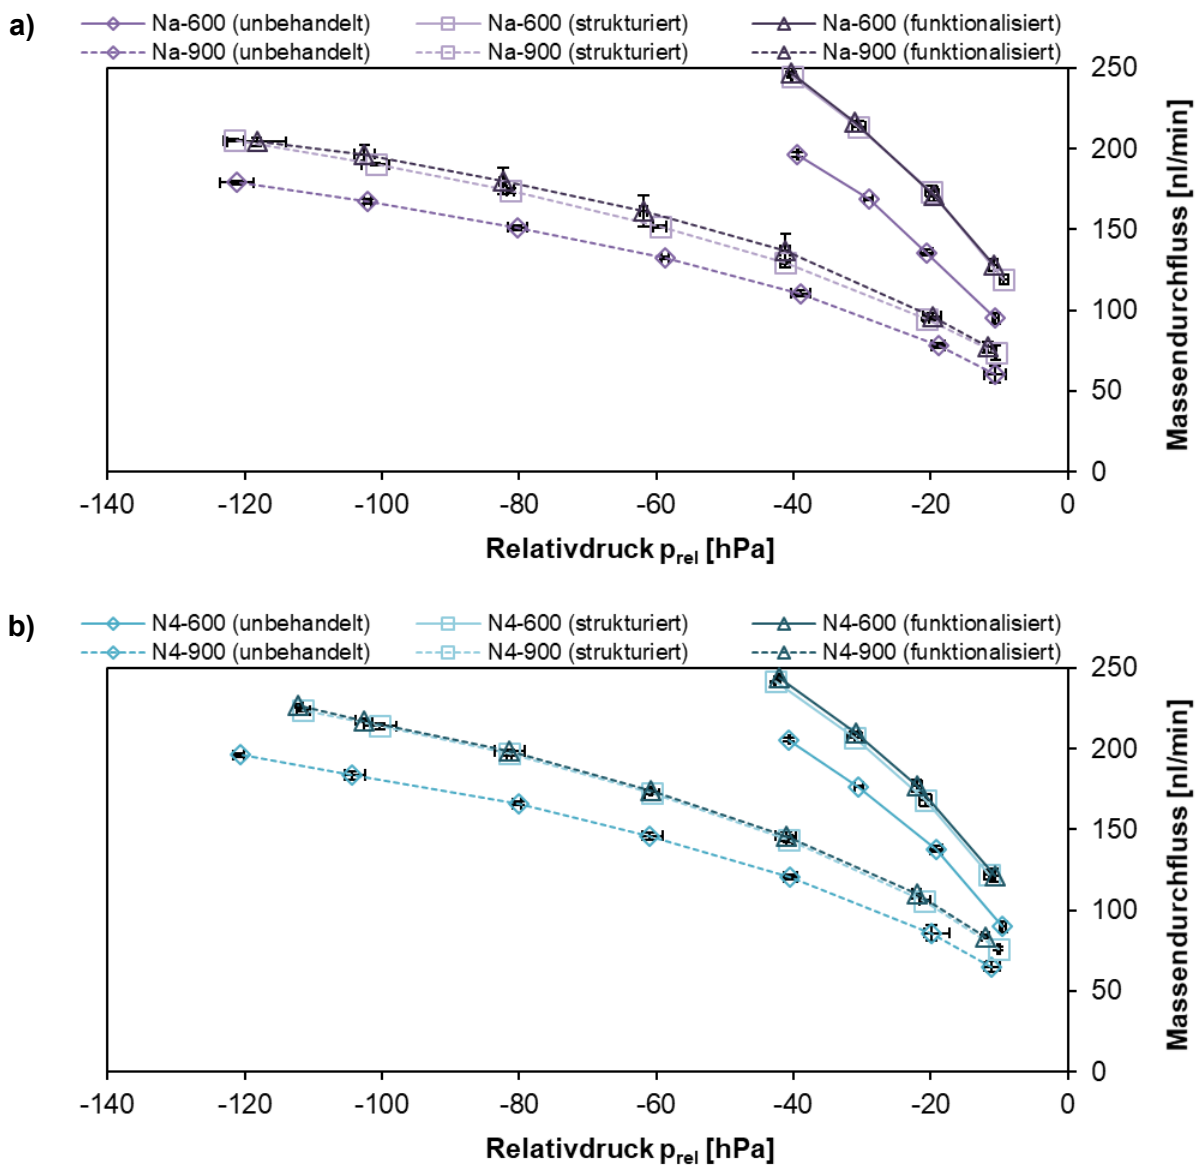 a)
Na-600 (unbehandelt) Na-600 (strukturiert) Na-600 (funktionalisiert)
Na-900 (unbehandelt) Na-900 (strukturiert) Na-900 (funktionalisiert)
250
200
150
100
50
0
Massendurchfluss [nl/min]
-140 -120 -100 -80 -60 -40 -20 0
Relativdruck prel [hPa]
b)
N4-600 (unbehandelt) N4-600 (strukturiert) N4-600 (funktionalisiert)
N4-900 (unbehandelt) N4-900 (strukturiert) N4-900 (funktionalisiert)
250
200
150
100
50
0
Massendurchfluss [nl/min]
-140 -120 -100 -80 -60 -40 -20 0
Relativdruck prel [hPa]